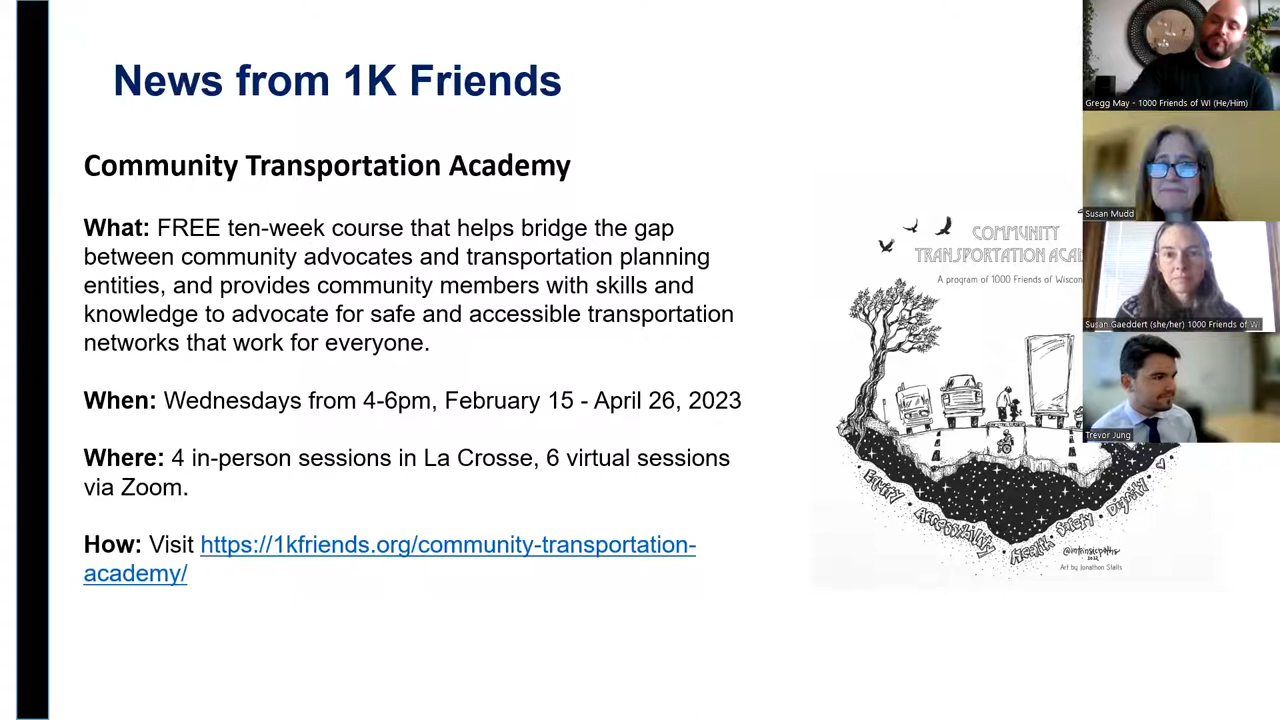 News from 1K Friends
Community Transportation Academy
What: FREE ten-week course that helps bridge the gap
between community advocates and transportation planning
entities, and provides community members with skills and
knowledge to advocate for safe and accessible transportation
networks that work for everyone.
When: Wednesdays from 4-6pm, February 15 - April 26, 2023
Where: 4 in-person sessions in La Crosse, 6 virtual sessions
via Zoom.
How: Visit https://1kfriends.org/community-transportation-
academy/
COMMUNITY
TRANSPORTATION ACAD
A program of 1000 Friends of Wiscon
Equity • Accessibility • Health • Safety • Dignity •
@intrinsicpaths
2022
Art by Jonathon Stalls
Gregg May - 1000 Friends of WI (He/Him)
Susan Mudd
Susan Gaeddert (she/her) 1000 Friends of WI
Trevor Jung